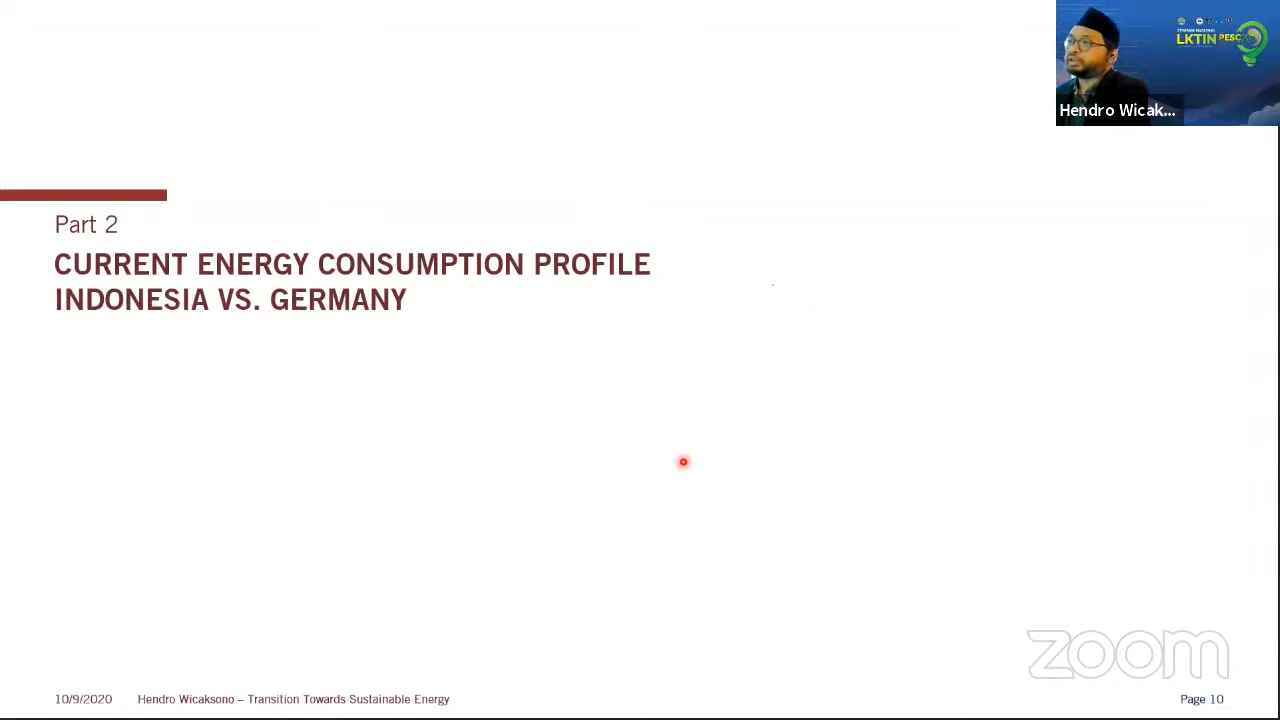 LKTIN PESC
Hendro Wicak...
Part 2
CURRENT ENERGY CONSUMPTION PROFILE
INDONESIA VS. GERMANY
zoom
10/9/2020 Hendro Wicaksono – Transition Towards Sustainable Energy Page 10